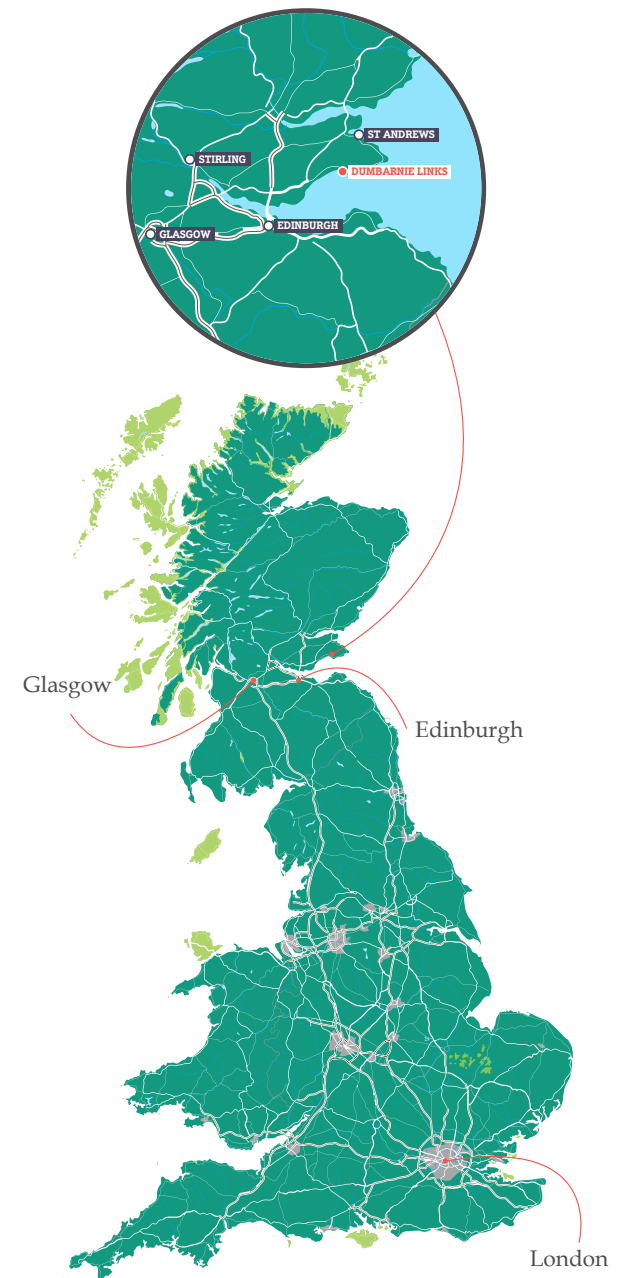 ST ANDREWS
STIRLING
DUMBARNIE LINKS
EDINBURGH
GLASGOW
Glasgow
Edinburgh
London